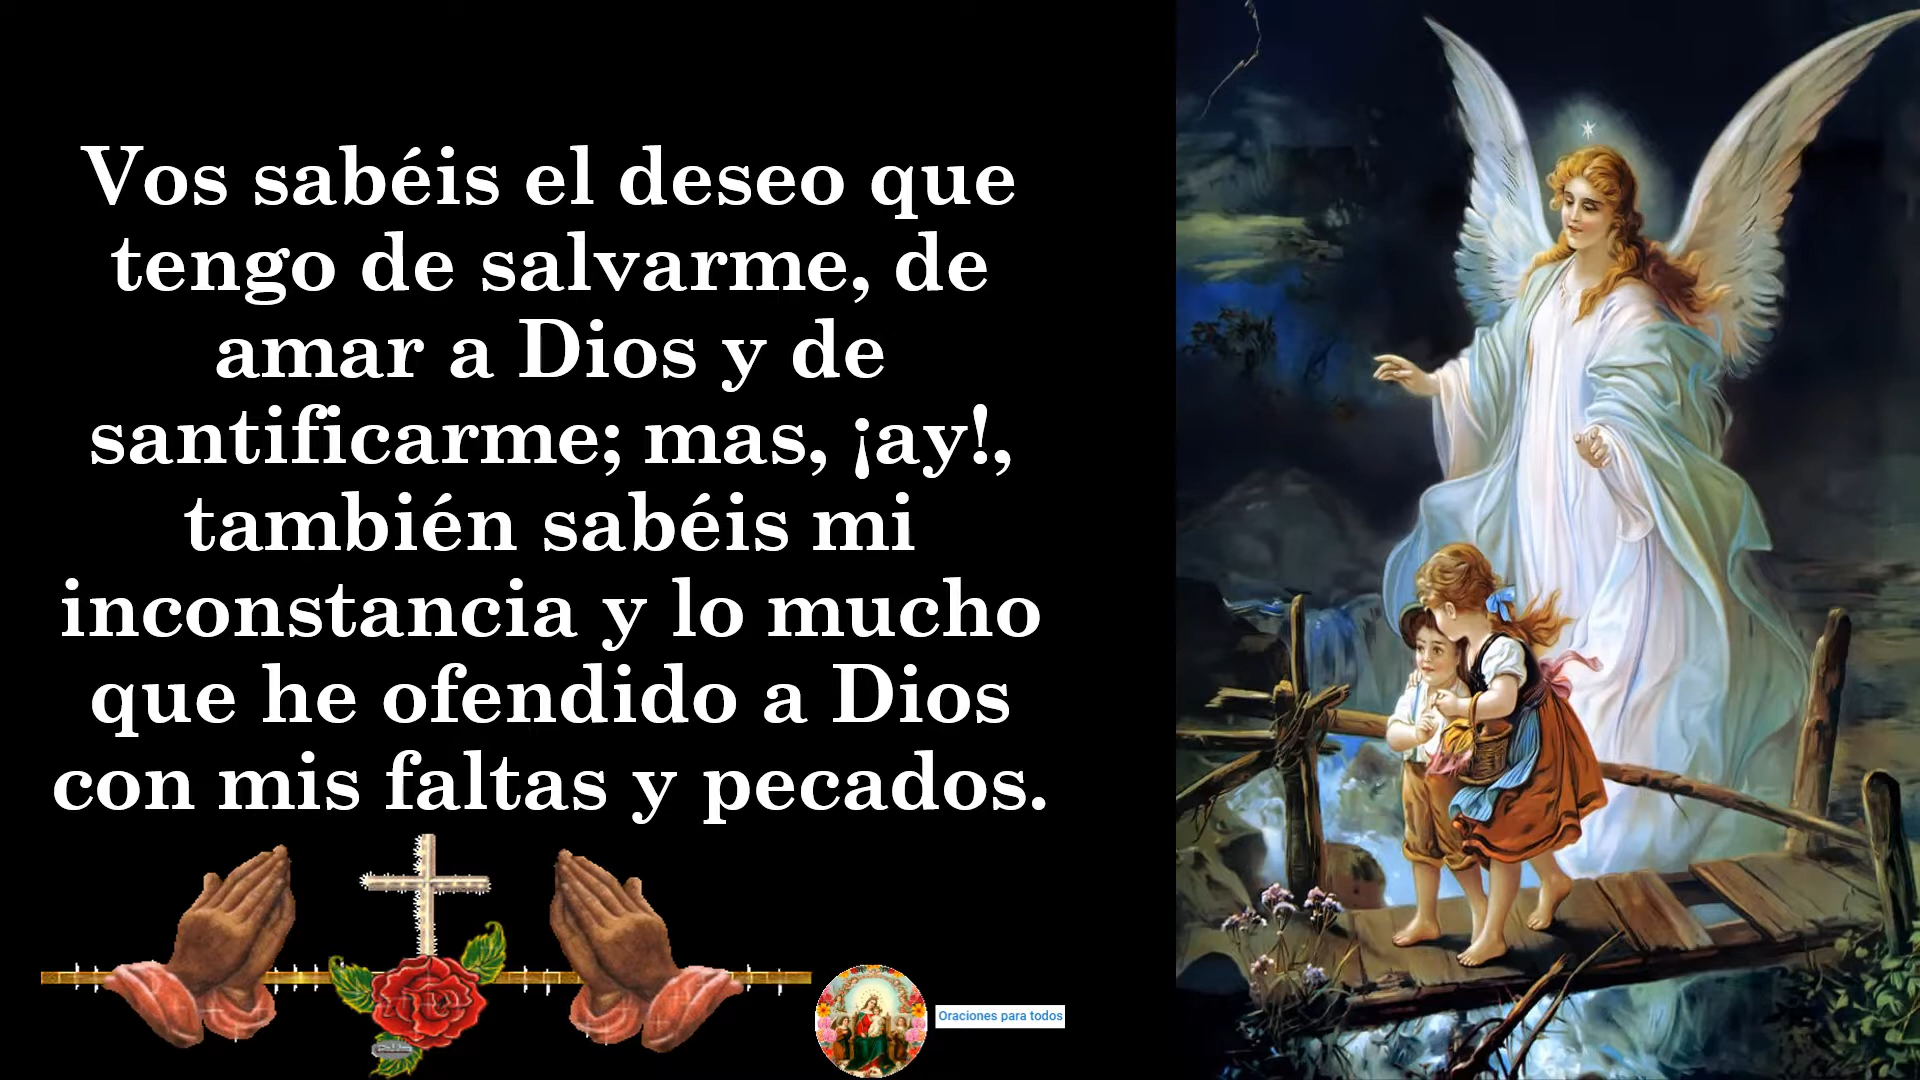 Vos sabéis el deseo que
tengo de salvarme, de
amar a Dios y de
santificarme; mas, ¡ay!,
también sabéis mi
inconstancia y lo mucho
que he ofendido a Dios
con mis faltas y pecados.
Oraciones para todos